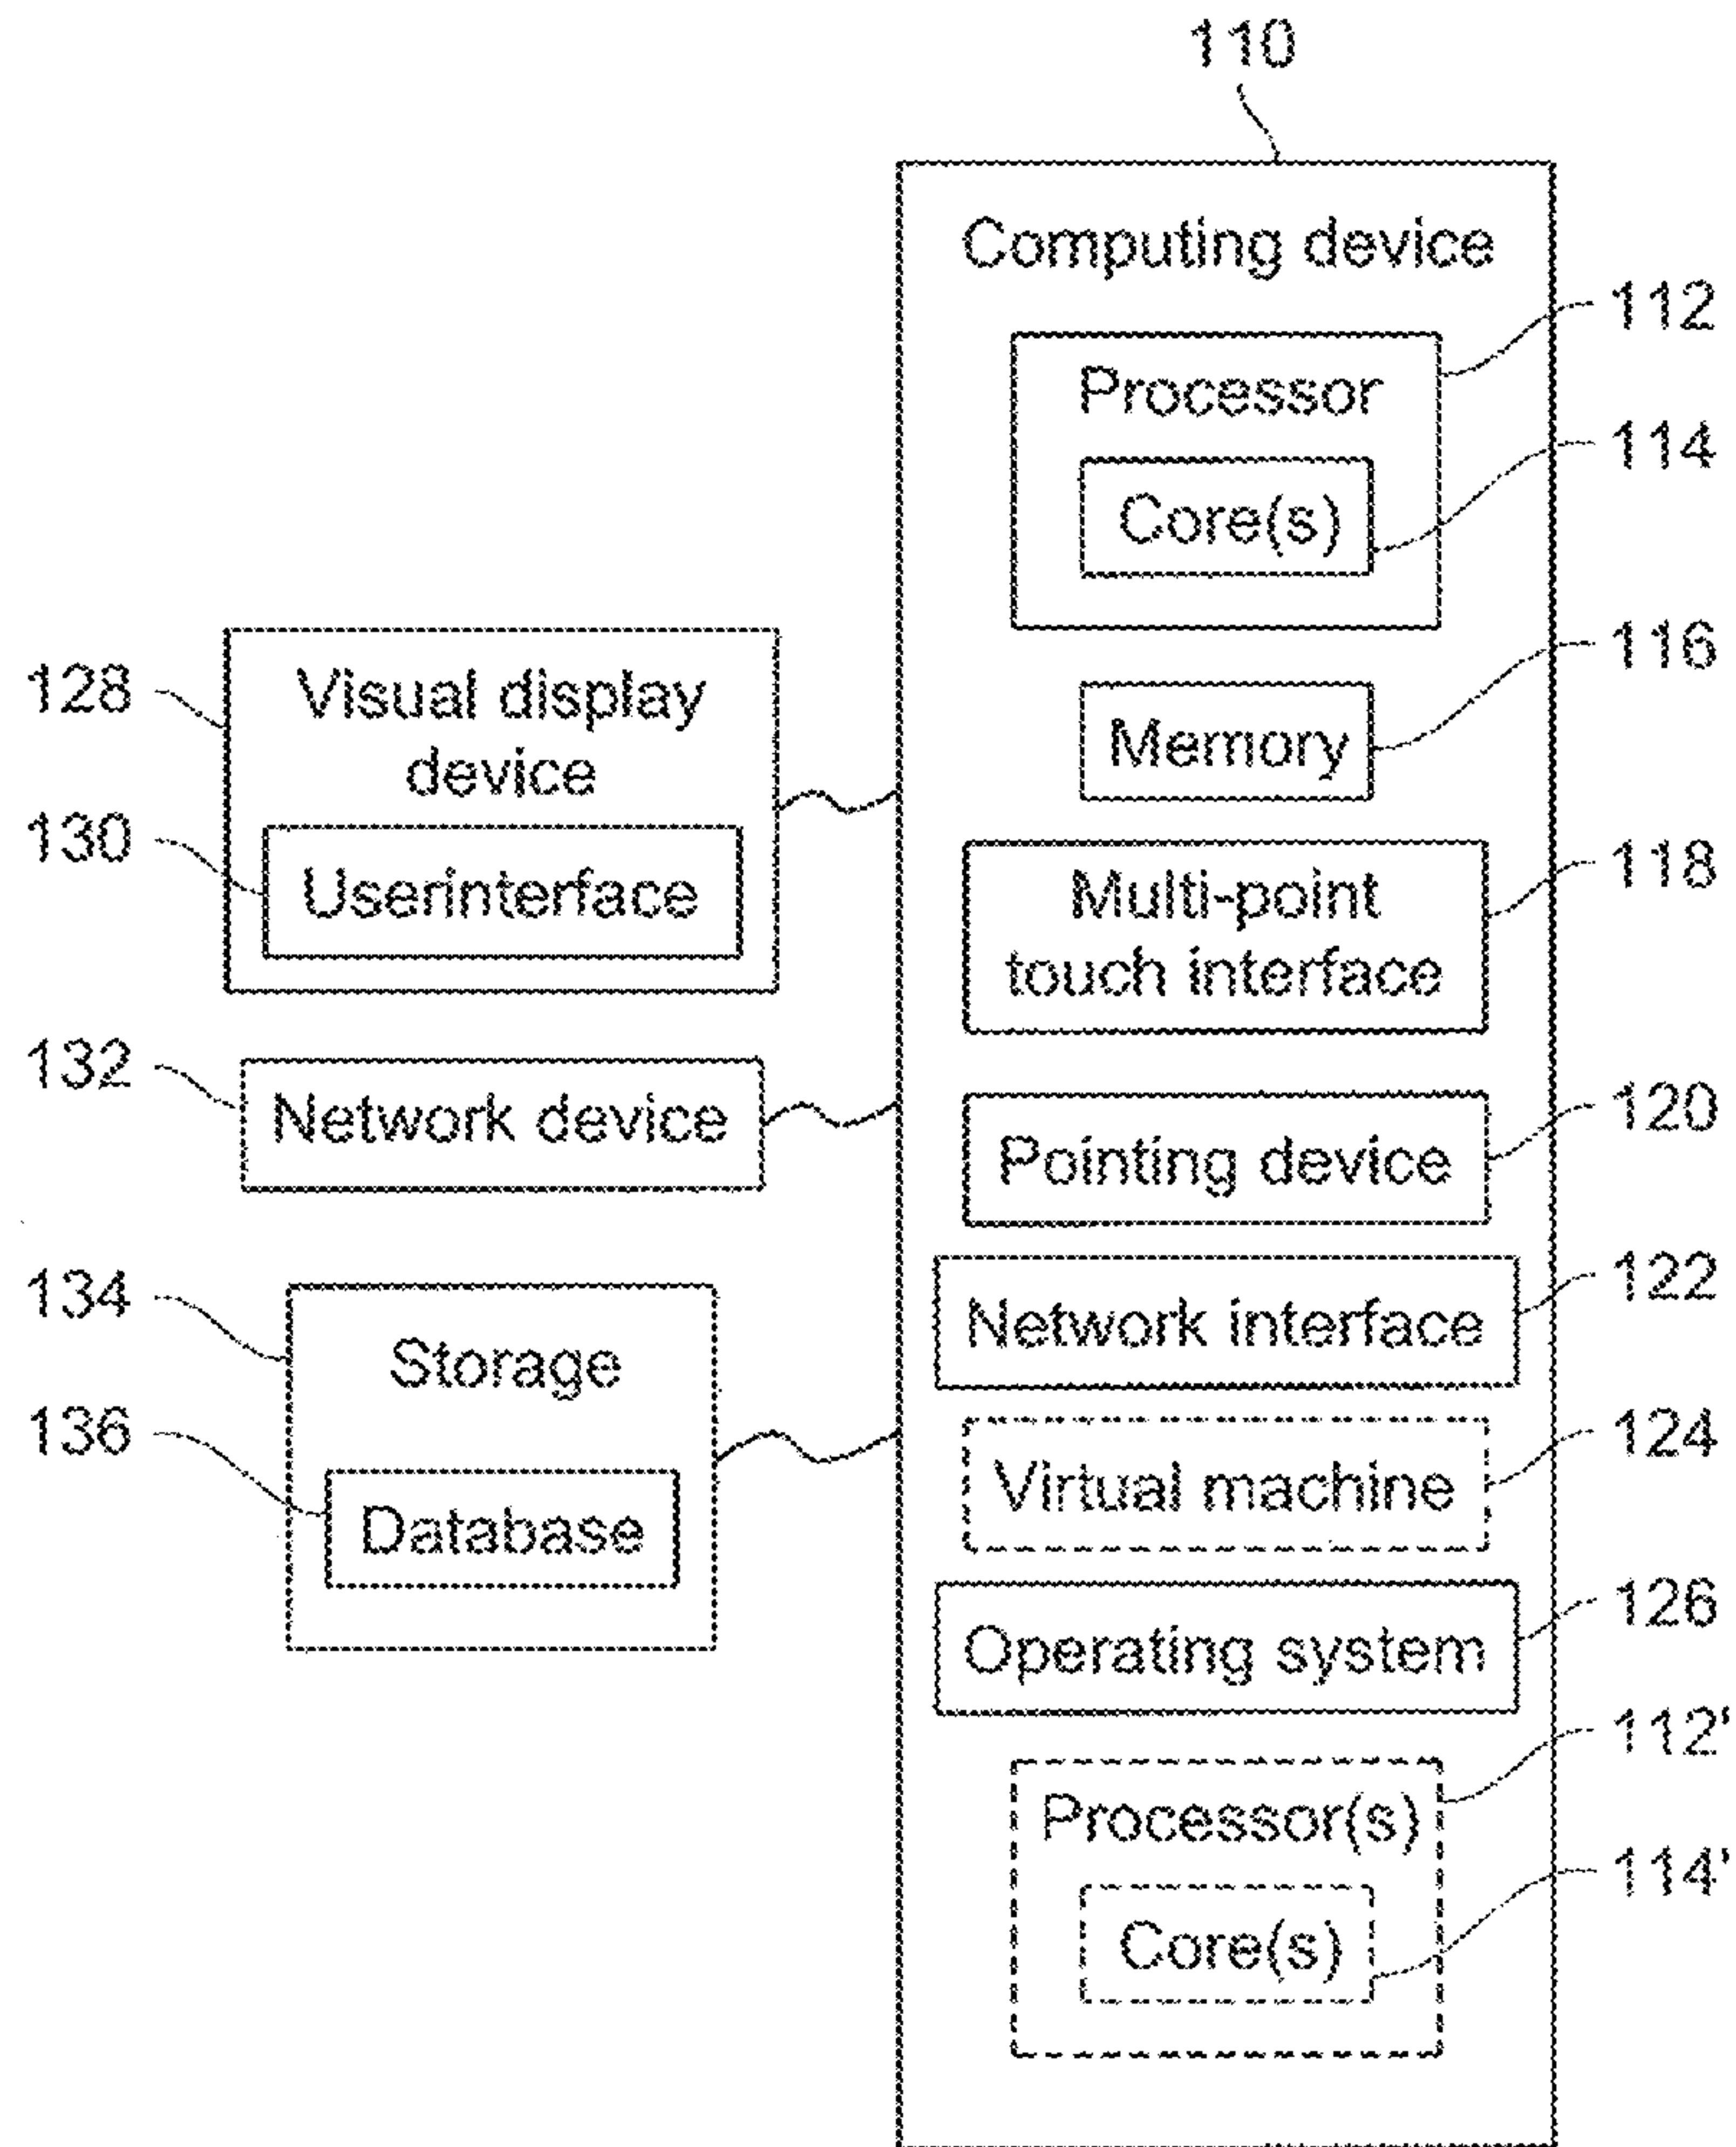 110
Computing device
112
Processor
114
Core(s)
116
Memory
128
Visual display
device
130
Userinterface
118
Multi-point
touch interface
132
Network device
120
Pointing device
122
Network interface
134
Storage
136
Database
124
Virtual machine
126
Operating system
112'
Processor(s)
114'
Core(s)